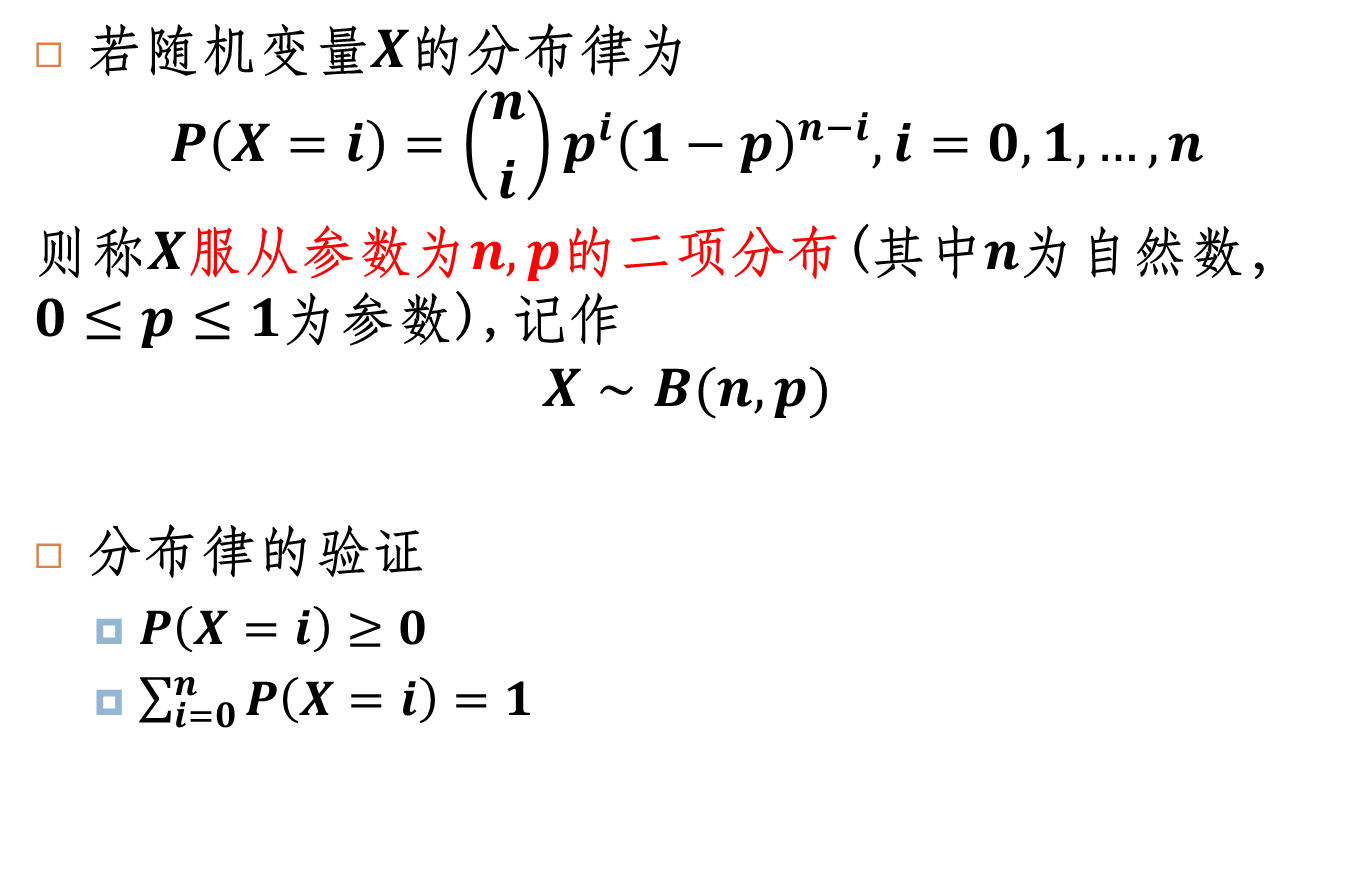 若随机变量X的分布律为
P(X = i) = (n i) p^i (1 − p)^{n−i}, i = 0, 1, … , n
则称X服从参数为n, p的二项分布(其中n为自然数,
0 ≤ p ≤ 1为参数), 记作
X ~ B(n, p)
分布律的验证
P(X = i) ≥ 0
∑_{i=0}^{n} P(X = i) = 1